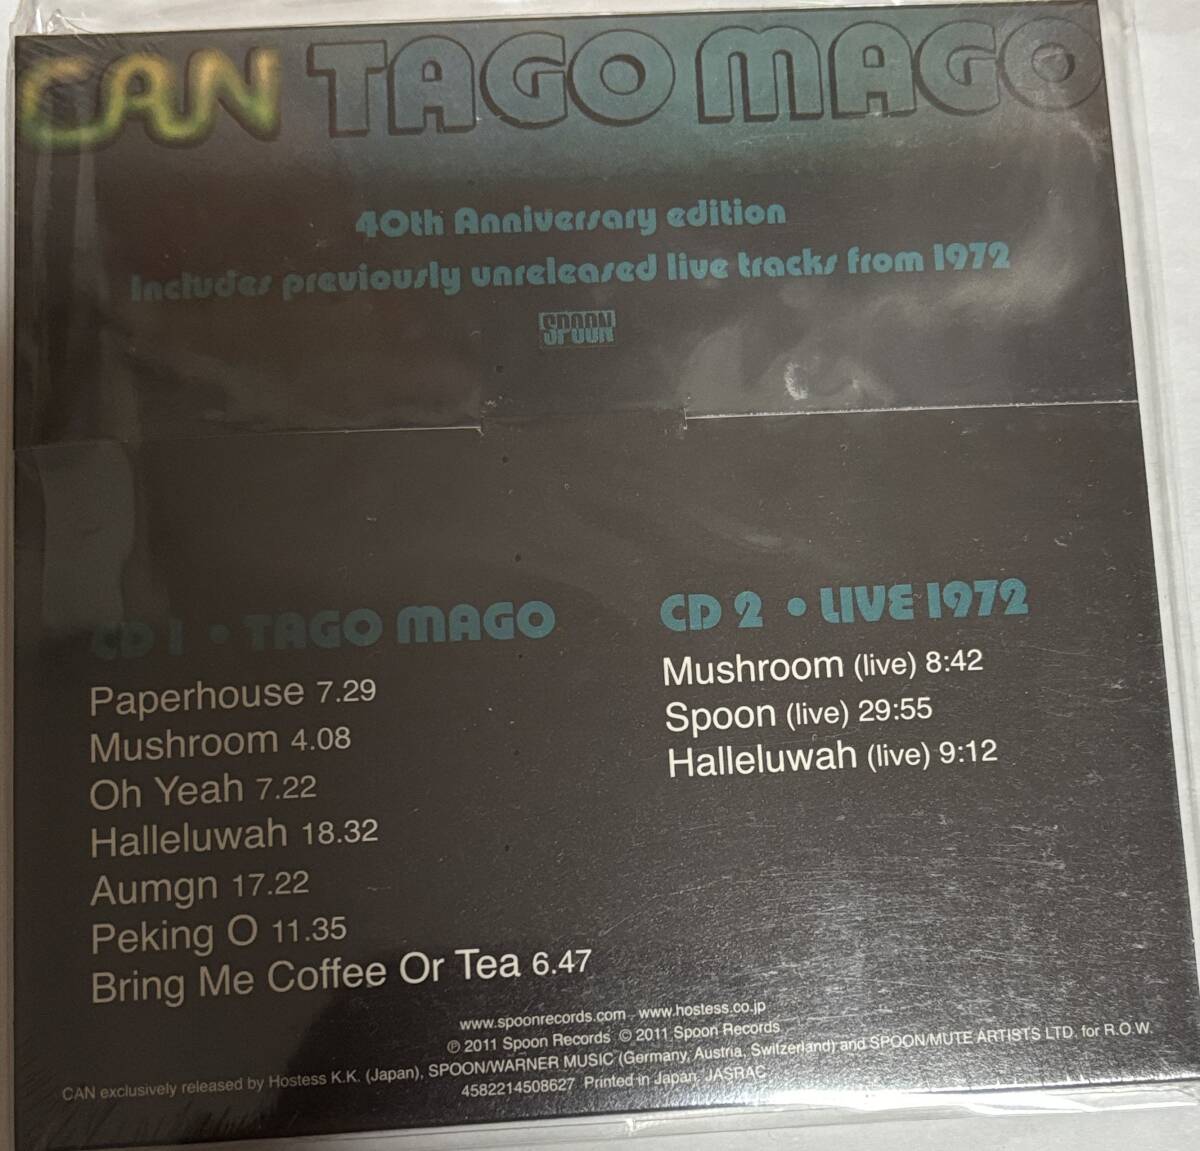 CAN TAGO MAGO
40th Anniversary edition
Includes previously unreleased live tracks from 1972
SPOON
CD 1 • TAGO MAGO
Paperhouse 7.29
Mushroom 4.08
Oh Yeah 7.22
Halleluwah 18.32
Aumgn 17.22
Peking O 11.35
Bring Me Coffee Or Tea 6.47
CD 2 • LIVE 1972
Mushroom (live) 8:42
Spoon (live) 29:55
Halleluwah (live) 9:12
www.spoonrecords.com www.hostess.co.jp
℗ 2011 Spoon Records © 2011 Spoon Records
CAN exclusively released by Hostess K.K. (Japan), SPOON/WARNER MUSIC (Germany, Austria, Switzerland) and SPOON/MUTE ARTISTS LTD. for R.O.W.
4582214508627 Printed in Japan, JASRAC